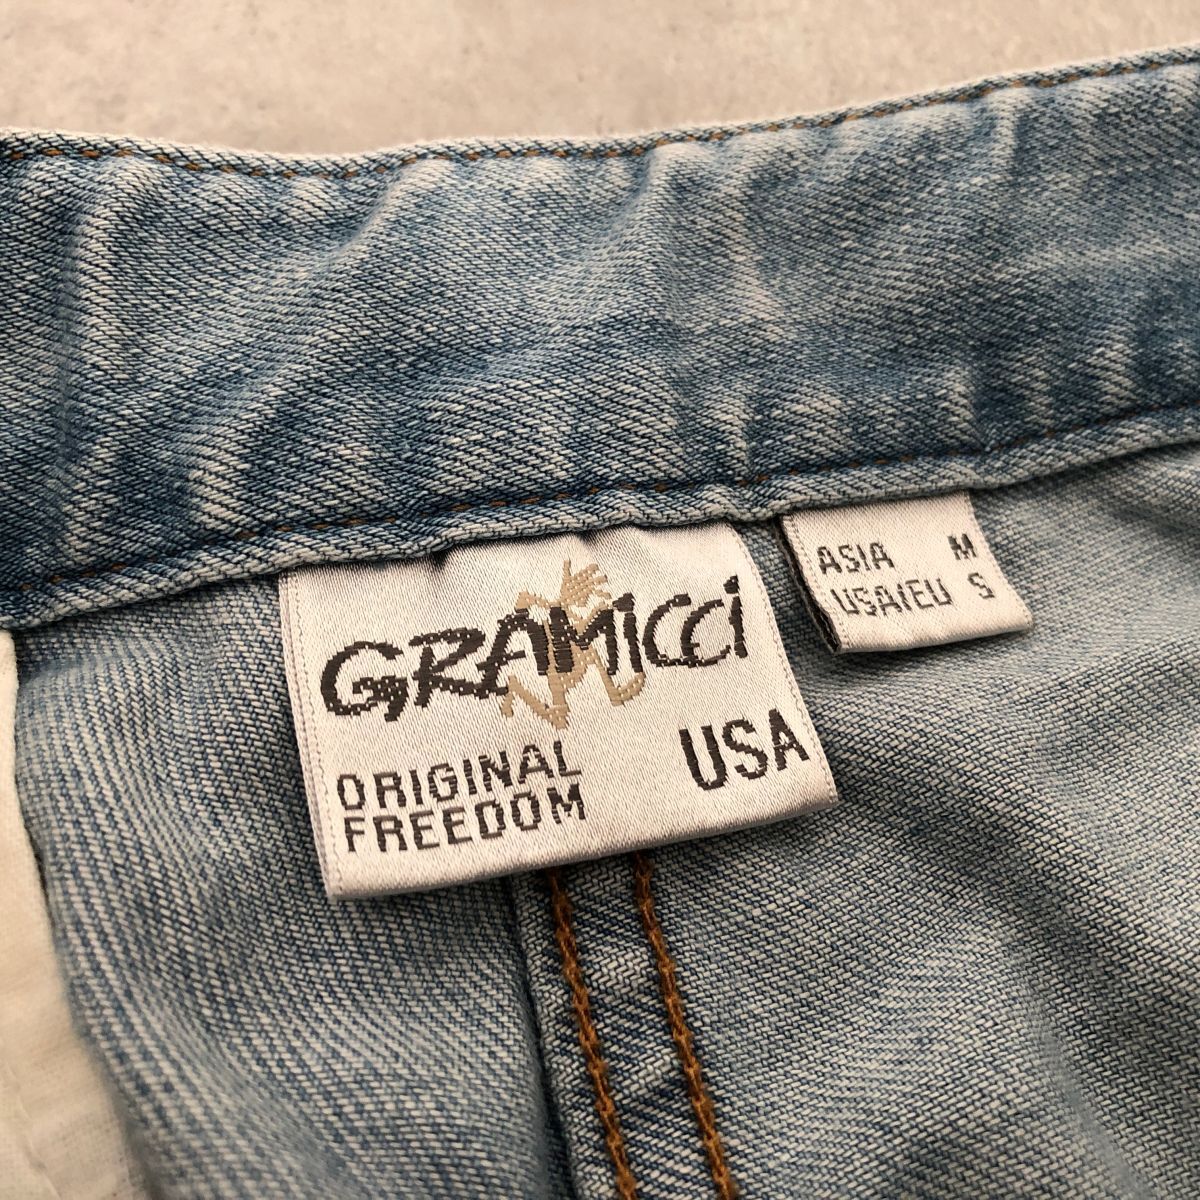 GRAMICCI
ORIGINAL
FREEDOM
USA
ASIA M
USA/EU S